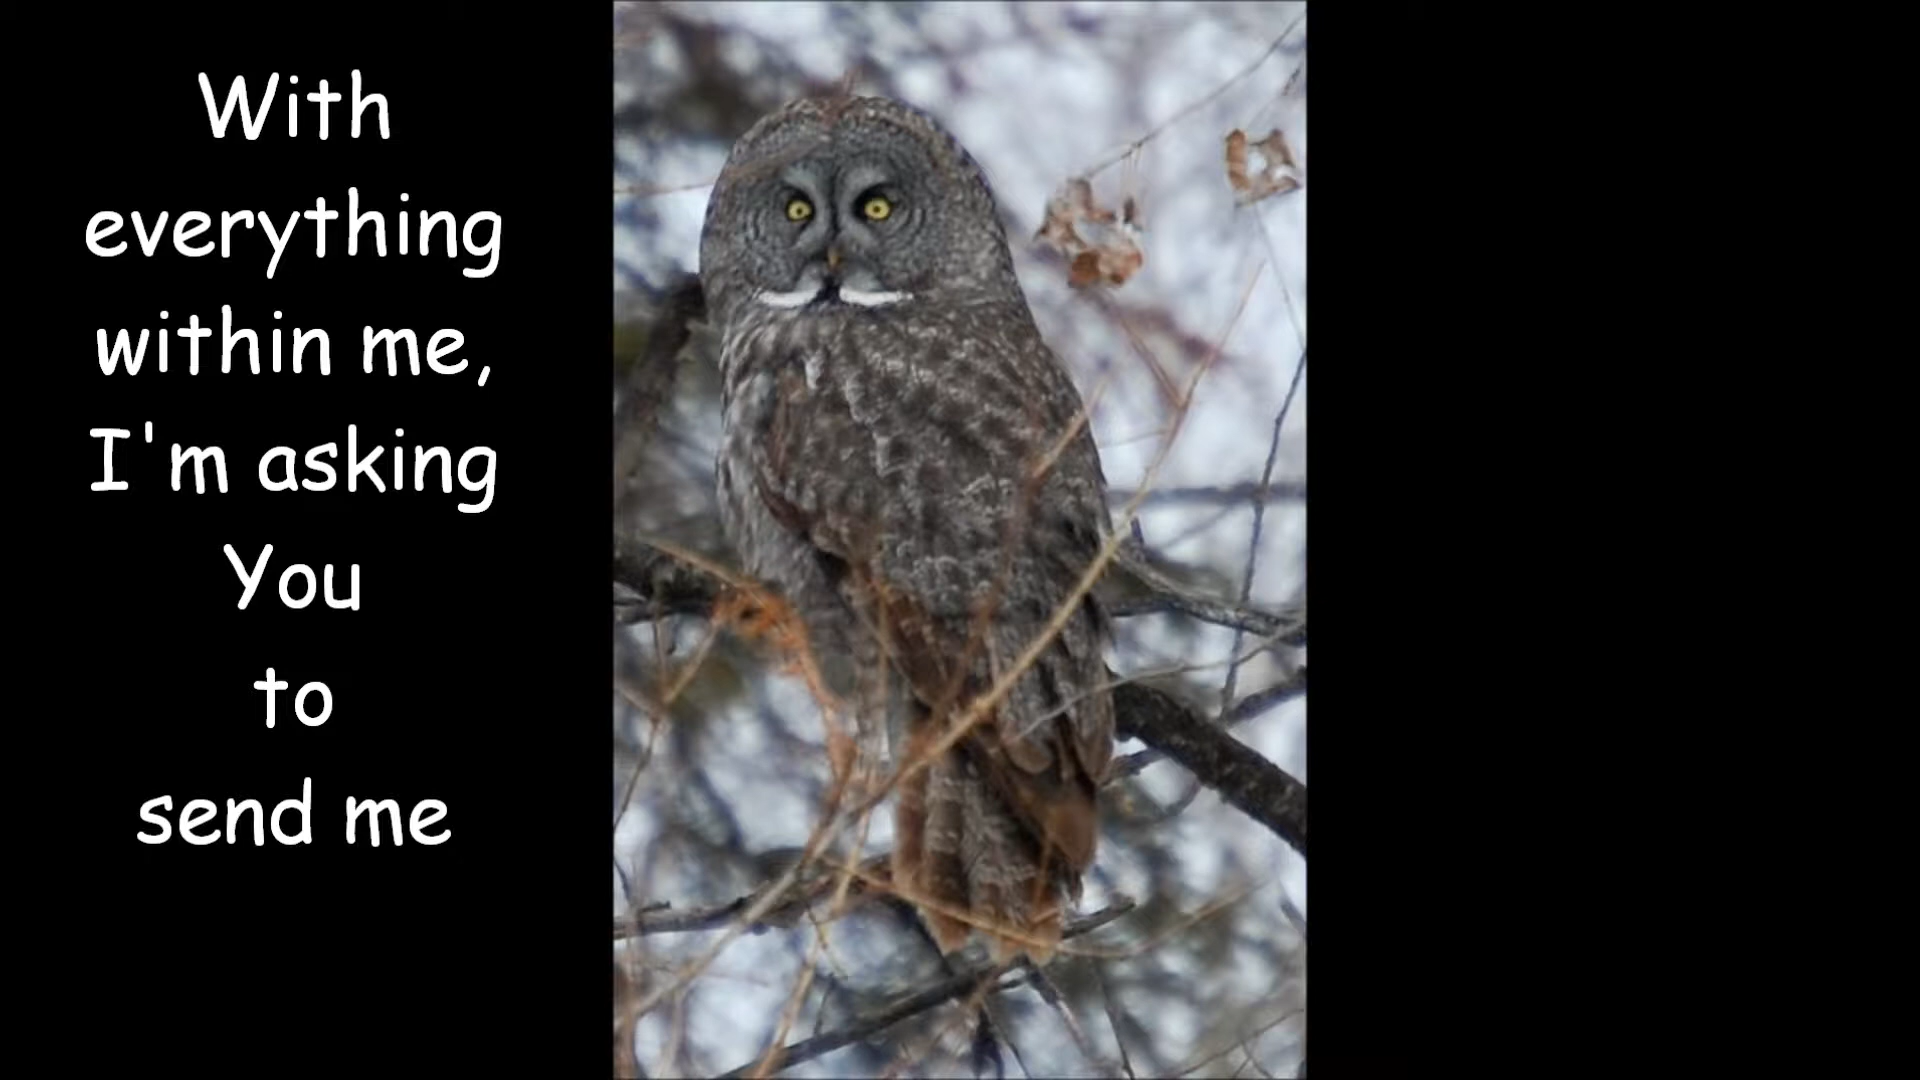 With
everything
within me,
I'm asking
You
to
send me